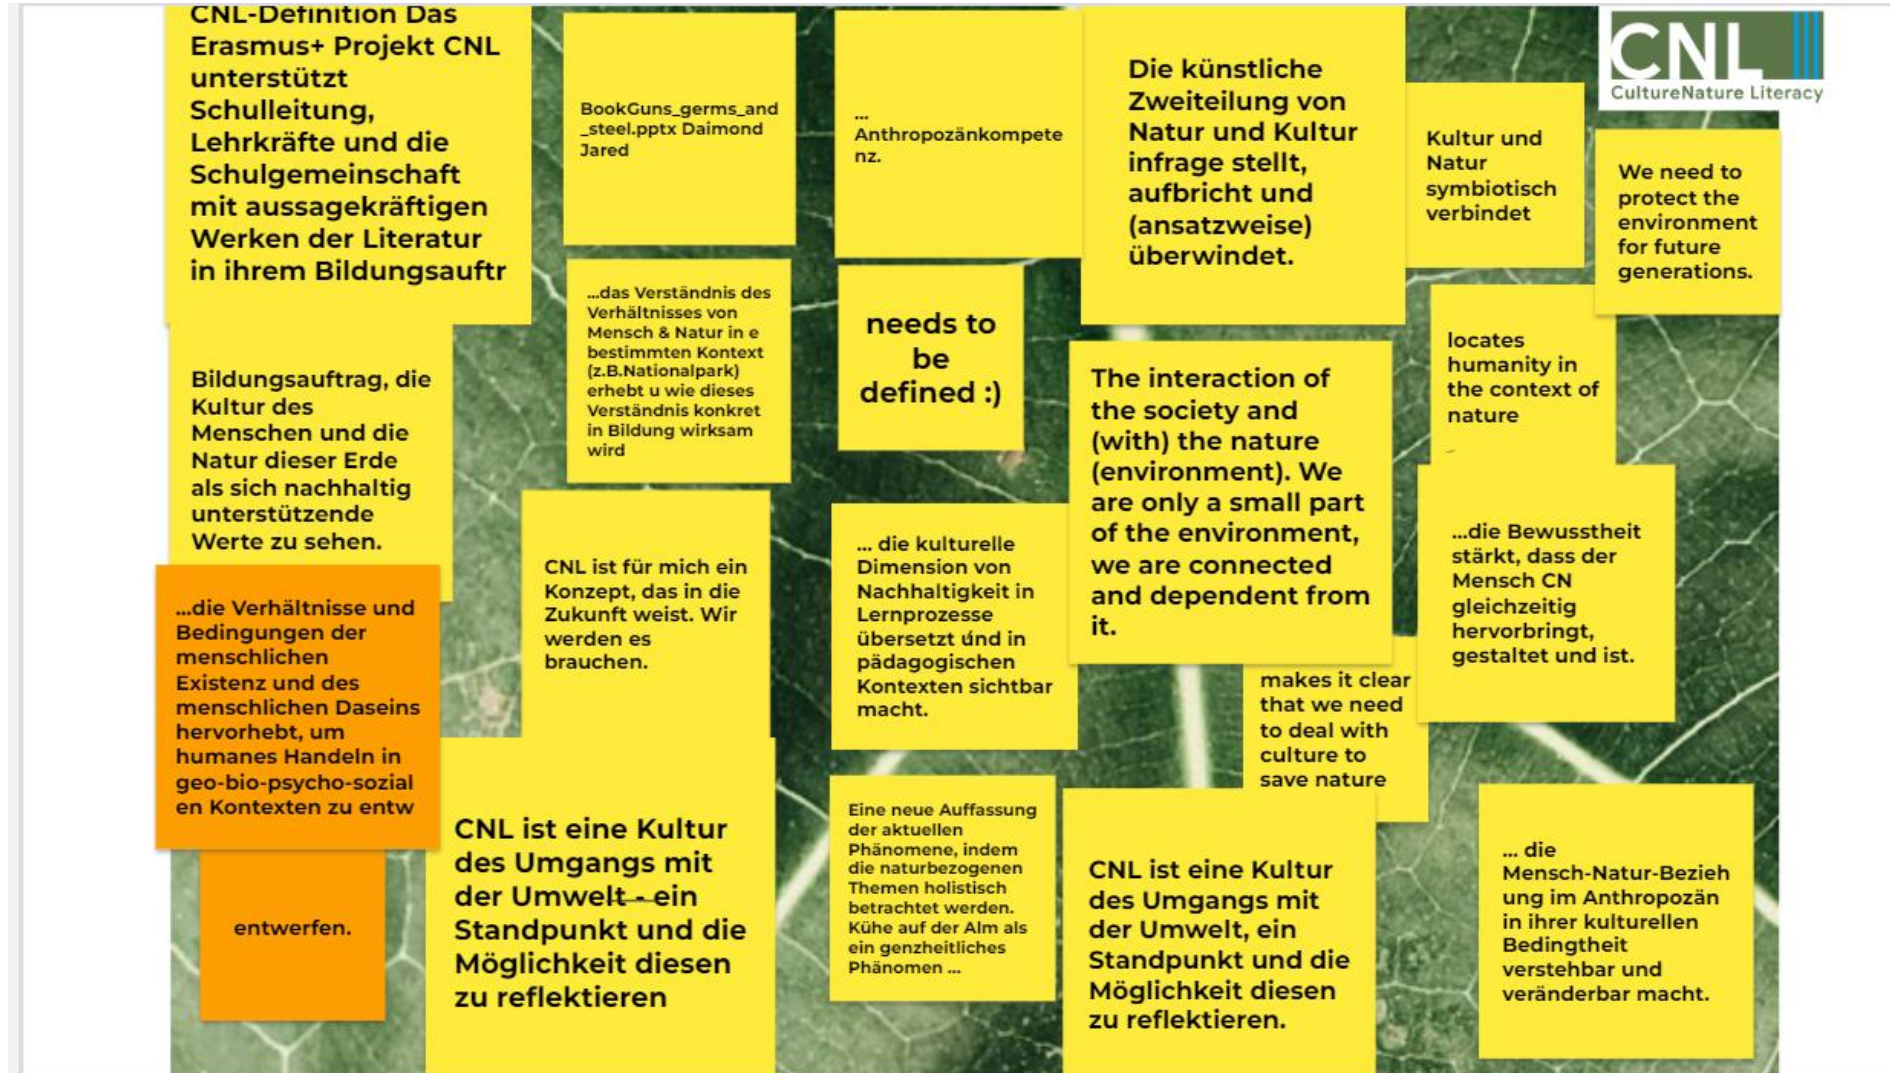 CNL-Definition Das
Erasmus+ Projekt CNL
unterstützt
Schulleitung,
Lehrkräfte und die
Schulgemeinschaft
mit aussagekräftigen
Werken der Literatur
in ihrem Bildungsauftr
BookGuns_germs_and
_steel.pptx Daimond
Jared
...
Anthropozänkompete
nz.
Die künstliche
Zweiteilung von
Natur und Kultur
infrage stellt,
aufbricht und
(ansatzweise)
überwindet.
Kultur und
Natur
symbiotisch
verbindet
CNL
CultureNature Literacy
We need to
protect the
environment
for future
generations.
Bildungsauftrag, die
Kultur des
Menschen und die
Natur dieser Erde
als sich nachhaltig
unterstützende
Werte zu sehen.
...das Verständnis des
Verhältnisses von
Mensch & Natur in e
bestimmten Kontext
(z.B.Nationalpark)
erhebt u wie dieses
Verständnis konkret
in Bildung wirksam
wird
needs to
be
defined :)
The interaction of
the society and
(with) the nature
(environment). We
are only a small part
of the environment,
we are connected
and dependent from
it.
locates
humanity in
the context of
nature
...die Verhältnisse und
Bedingungen der
menschlichen
Existenz und des
menschlichen Daseins
hervorhebt, um
humanes Handeln in
geo-bio-psycho-sozial
en Kontexten zu entw
CNL ist für mich ein
Konzept, das in die
Zukunft weist. Wir
werden es
brauchen.
... die kulturelle
Dimension von
Nachhaltigkeit in
Lernprozesse
übersetzt und in
pädagogischen
Kontexten sichtbar
macht.
...die Bewusstheit
stärkt, dass der
Mensch CN
gleichzeitig
hervorbringt,
gestaltet und ist.
makes it clear
that we need
to deal with
culture to
save nature
entwerfen.
CNL ist eine Kultur
des Umgangs mit
der Umwelt - ein
Standpunkt und die
Möglichkeit diesen
zu reflektieren
Eine neue Auffassung
der aktuellen
Phänomene, indem
die naturbezogenen
Themen holistisch
betrachtet werden.
Kühe auf der Alm als
ein genzheitliches
Phänomen ...
CNL ist eine Kultur
des Umgangs mit
der Umwelt, ein
Standpunkt und die
Möglichkeit diesen
zu reflektieren.
... die
Mensch-Natur-Bezieh
ung im Anthropozän
in ihrer kulturellen
Bedingtheit
verstehbar und
veränderbar macht.